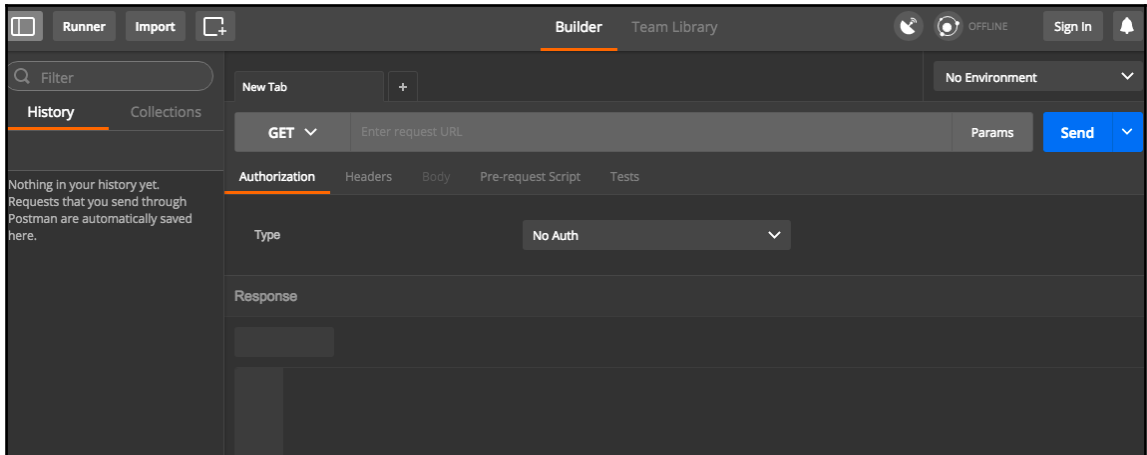 Runner Import Builder Team Library OFFLINE Sign In
Filter
New Tab + No Environment
History Collections
GET Enter request URL Params Send
Authorization Headers Body Pre-request Script Tests
Nothing in your history yet.
Requests that you send through
Postman are automatically saved
here.
Type No Auth
Response